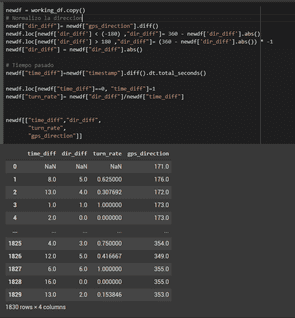 newdf = working_df.copy()
# Normalizo la direccion
newdf["dir_diff"]= newdf["gps_direction"].diff()
newdf.loc[newdf['dir_diff'] < (-180) ,"dir_diff"]= 360 - newdf['dir_diff'].abs()
newdf.loc[newdf['dir_diff'] > 180 ,"dir_diff"]= (360 - newdf['dir_diff'].abs()) * -1
newdf["dir_diff"] = newdf["dir_diff"].abs()
# Tiempo pasado
newdf["time_diff"]=newdf["timestamp"].diff().dt.total_seconds()
newdf.loc[newdf["time_diff"]==0, "time_diff"]=1
newdf["turn_rate"]= newdf["dir_diff"]/newdf["time_diff"]
newdf[["time_diff","dir_diff",
"turn_rate",
"gps_direction"]]
time_diff dir_diff turn_rate gps_direction
0 NaN NaN NaN 171.0
1 8.0 5.0 0.625000 176.0
2 13.0 4.0 0.307692 172.0
3 1.0 1.0 1.000000 173.0
4 2.0 0.0 0.000000 173.0
... ... ... ... ...
1825 4.0 3.0 0.750000 354.0
1826 12.0 5.0 0.416667 349.0
1827 6.0 6.0 1.000000 355.0
1828 16.0 0.0 0.000000 355.0
1829 13.0 2.0 0.153846 353.0
1830 rows × 4 columns